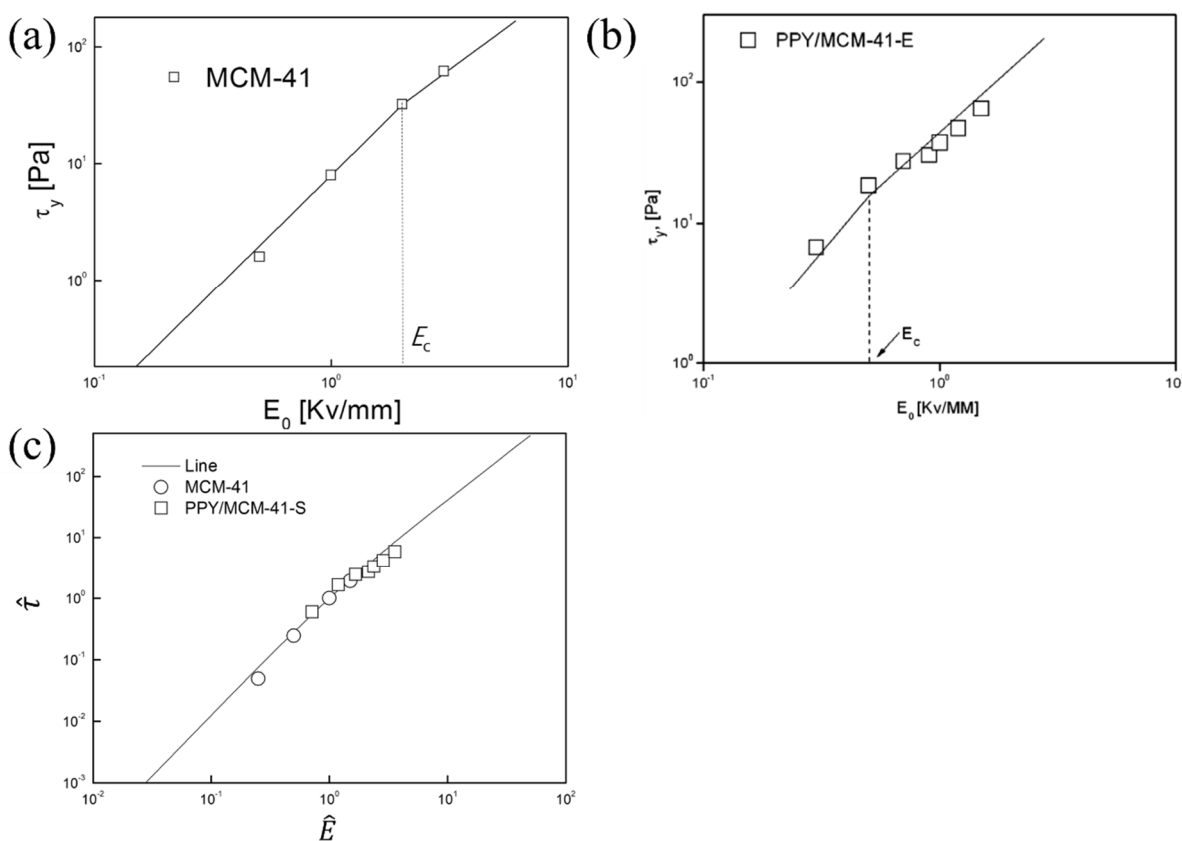 (a)
10²
MCM-41
τy [Pa]
10¹
10⁰
Ec
10⁻¹
10⁰
10¹
E₀ [Kv/mm]
(b)
PPY/MCM-41-E
10²
τy, [Pa]
10¹
Ec
10⁰
10⁻¹
10⁰
10
E₀ [Kv/MM]
(c)
Line
10²
MCM-41
PPY/MCM-41-S
10¹
10⁰
τ̂
10⁻¹
10⁻²
10⁻³
10⁻²
10⁻¹
10⁰
10¹
10²
Ê